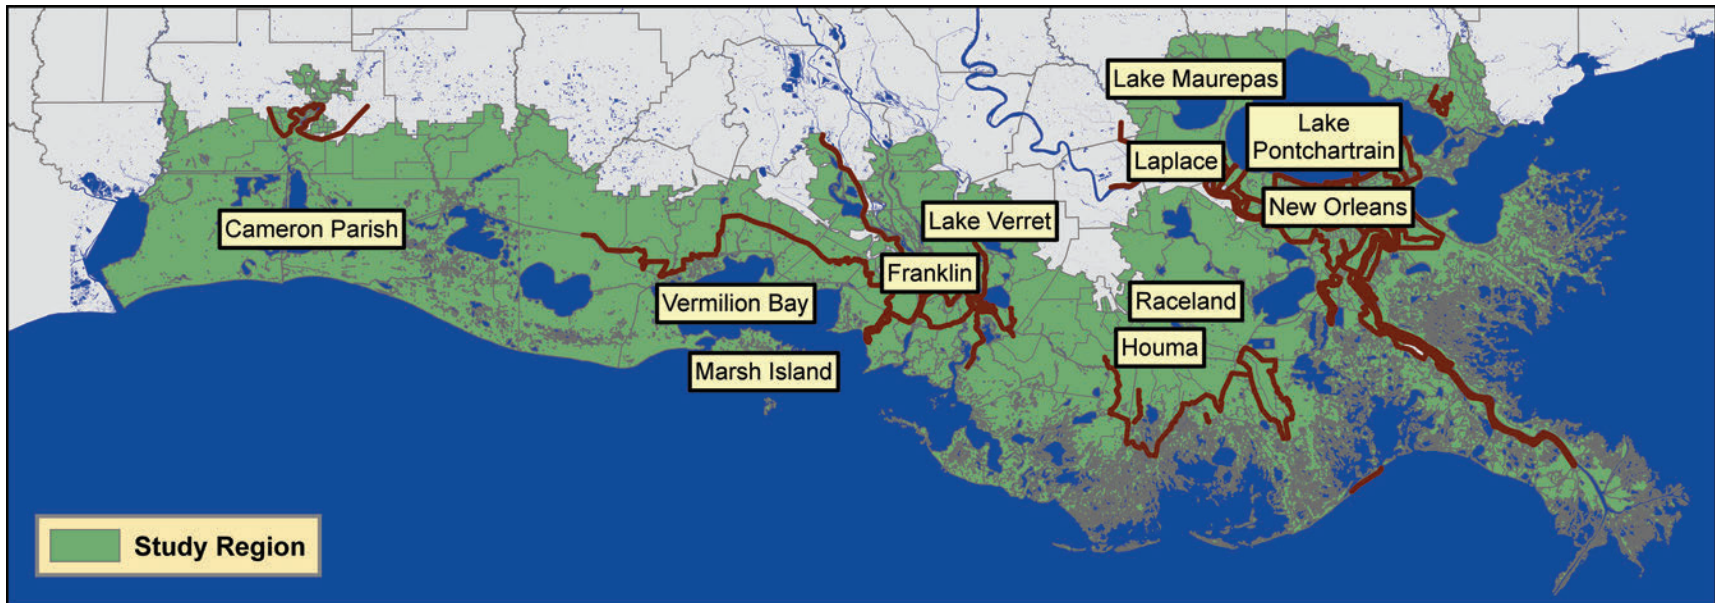 Lake Maurepas
Lake
Pontchartrain
Laplace
New Orleans
Lake Verret
Cameron Parish
Franklin
Vermilion Bay
Raceland
Houma
Marsh Island
Study Region